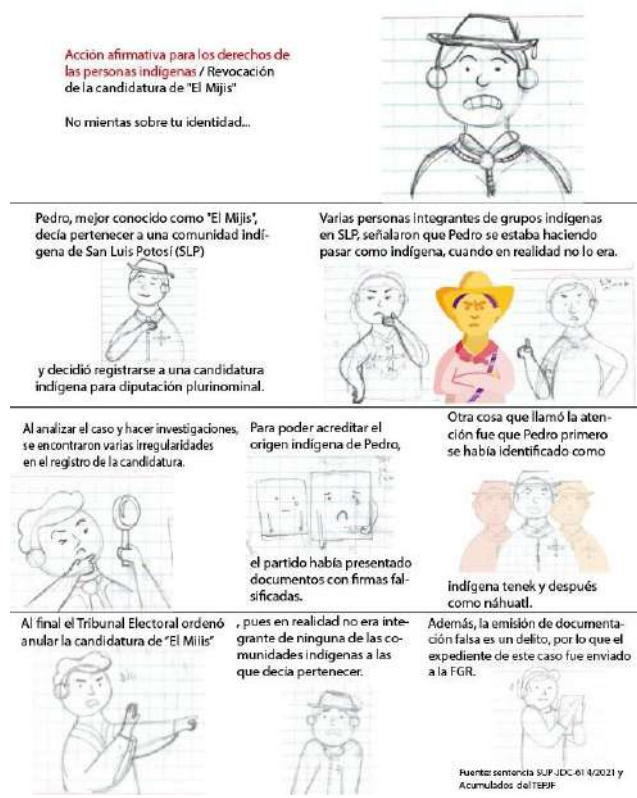 Acción afirmativa para los derechos de
las personas indígenas / Revocación
de la candidatura de "El Mijis"
No mientas sobre tu identidad...
Pedro, mejor conocido como "El Mijis",
decía pertenecer a una comunidad indí-
gena de San Luis Potosí (SLP)
y decidió registrarse a una candidatura
indígena para diputación plurinominal.
Varias personas integrantes de grupos indígenas
en SLP, señalaron que Pedro se estaba haciendo
pasar como indígena, cuando en realidad no lo era.
Al analizar el caso y hacer investigaciones,
se encontraron varias irregularidades
en el registro de la candidatura.
Para poder acreditar el
origen indígena de Pedro,
el partido había presentado
documentos con firmas fal-
sificadas.
Otra cosa que llamó la aten-
ción fue que Pedro primero
se había identificado como
indígena tenek y después
como náhuatl.
Al final el Tribunal Electoral ordenó
anular la candidatura de "El Mijis"
, pues en realidad no era inte-
grante de ninguna de las co-
munidades indígenas a las
que decía pertenecer.
Además, la emisión de documenta-
ción falsa es un delito, por lo que el
expediente de este caso fue enviado
a la FGR.
Fuente: sentencia SUP-JDC-614/2021 y
Acumulados del TEPJF